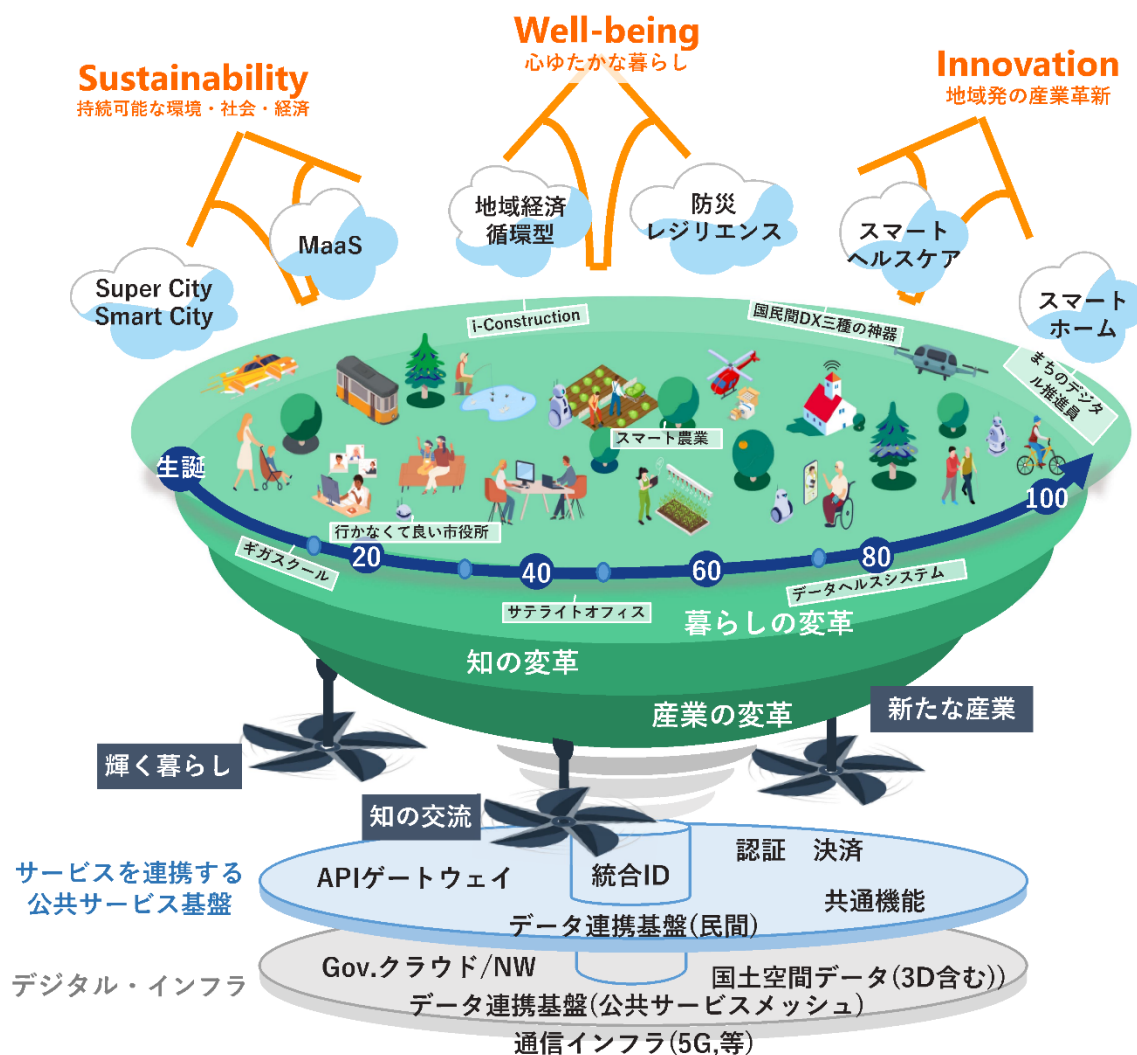 Well-being
心ゆたかな暮らし
Sustainability
持続可能な環境・社会・経済
Innovation
地域発の産業革新
Super City
Smart City
MaaS
地域経済
循環型
防災
レジリエンス
スマート
ヘルスケア
スマート
ホーム
i-Construction
国民間DX三種の神器
まちのデジタ
ル推進員
スマート農業
生誕
20
40
60
80
100
行かなくて良い市役所
ギガスクール
サテライトオフィス
データヘルスシステム
暮らしの変革
知の変革
産業の変革
輝く暮らし
知の交流
新たな産業
サービスを連携する
公共サービス基盤
APIゲートウェイ
統合ID
認証 決済
共通機能
データ連携基盤(民間)
デジタル・インフラ
Gov.クラウド/NW
国土空間データ(3D含む))
データ連携基盤(公共サービスメッシュ)
通信インフラ(5G,等)